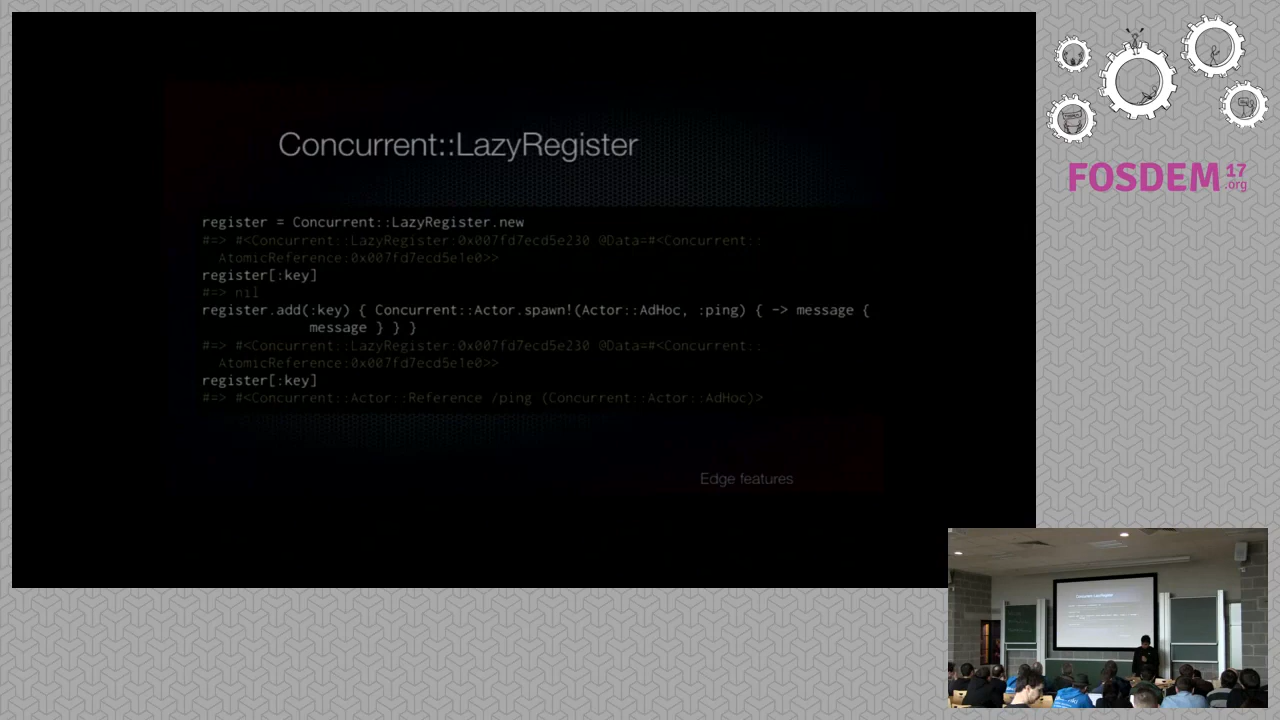 Concurrent::LazyRegister
register = Concurrent::LazyRegister.new
#=> #<Concurrent::LazyRegister:0x007fd7ecd5e230 @Data=#<Concurrent::
AtomicReference:0x007fd7ecd5e1e0>>
register[:key]
#=> nil
register.add(:key) { Concurrent::Actor.spawn!(Actor::AdHoc, :ping) { -> message {
message } } }
#=> #<Concurrent::LazyRegister:0x007fd7ecd5e230 @Data=#<Concurrent::
AtomicReference:0x007fd7ecd5e1e0>>
register[:key]
#=> #<Concurrent::Actor::Reference /ping (Concurrent::Actor::AdHoc)>
Edge features
FOSDEM 17
.org